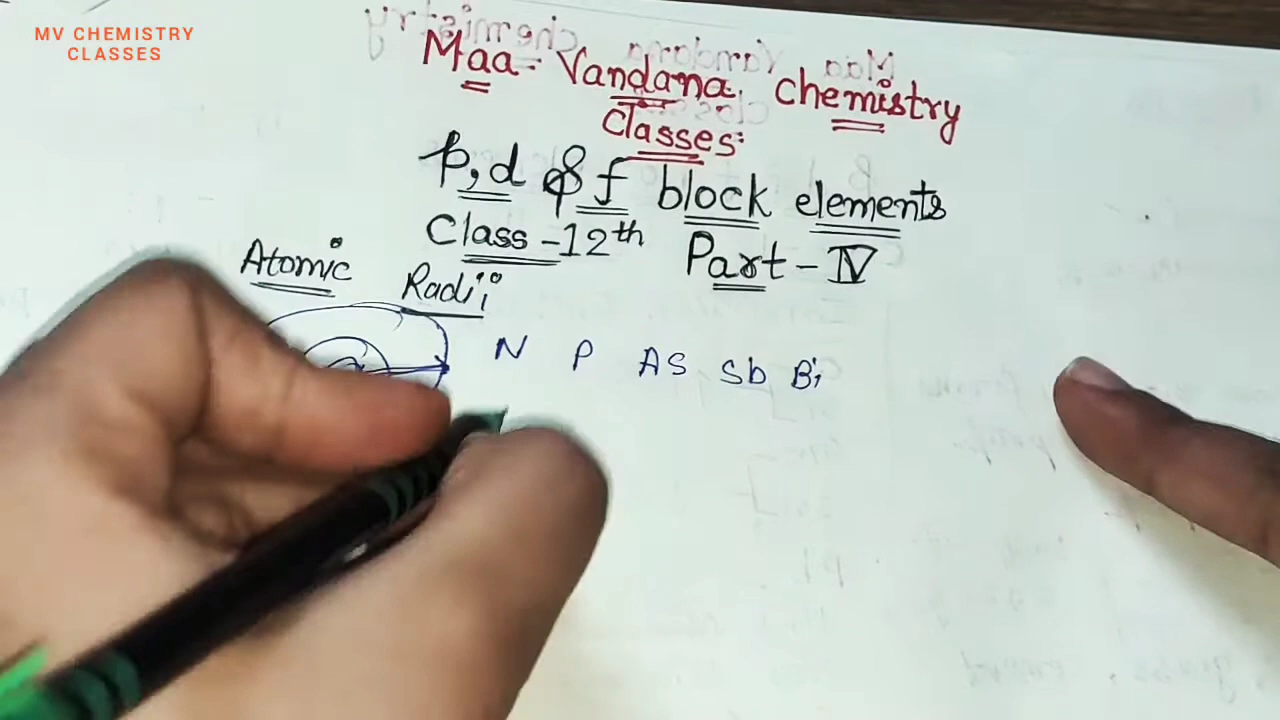 MV CHEMISTRY
CLASSES
Maa Vandana chemistry
classes:
p, d & f block elements
Class - 12th Part - IV
Atomic Radii
N P AS Sb Bi